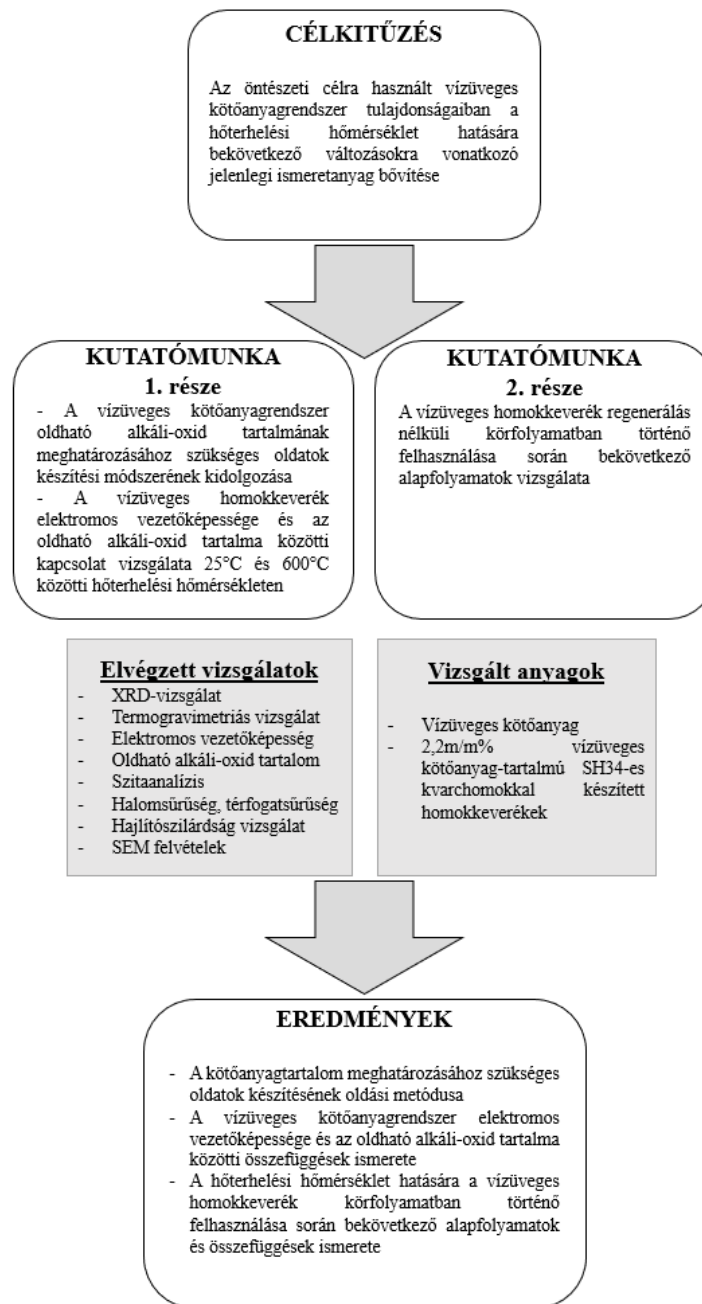 CÉLKITŰZÉS
Az öntészeti célra használt vízüveges
kötőanyagrendszer tulajdonságaiban a
hőterhelési hőmérséklet hatására
bekövetkező változásokra vonatkozó
jelenlegi ismeretanyag bővítése
KUTATÓMUNKA
1. része
- A vízüveges kötőanyagrendszer
oldható alkáli-oxid tartalmának
meghatározásához szükséges oldatok
készítési módszerének kidolgozása
- A vízüveges homokkeverék
elektromos vezetőképessége és az
oldható alkáli-oxid tartalma közötti
kapcsolat vizsgálata 25°C és 600°C
közötti hőterhelési hőmérsékleten
KUTATÓMUNKA
2. része
A vízüveges homokkeverék regenerálás
nélküli körfolyamatban történő
felhasználása során bekövetkező
alapfolyamatok vizsgálata
Elvégzett vizsgálatok
- XRD-vizsgálat
- Termogravimetriás vizsgálat
- Elektromos vezetőképesség
- Oldható alkáli-oxid tartalom
- Szitaanalízis
- Halomsűrűség, térfogatsűrűség
- Hajlítószilárdság vizsgálat
- SEM felvételek
Vizsgált anyagok
- Vízüveges kötőanyag
- 2,2m/m% vízüveges
kötőanyag-tartalmú SH34-es
kvarchomokkal készített
homokkeverékek
EREDMÉNYEK
- A kötőanyagtartalom meghatározásához szükséges
oldatok készítésének oldási metódusa
- A vízüveges kötőanyagrendszer elektromos
vezetőképessége és az oldható alkáli-oxid tartalma
közötti összefüggések ismerete
- A hőterhelési hőmérséklet hatására a vízüveges
homokkeverék körfolyamatban történő
felhasználása során bekövetkező alapfolyamatok
és összefüggések ismerete